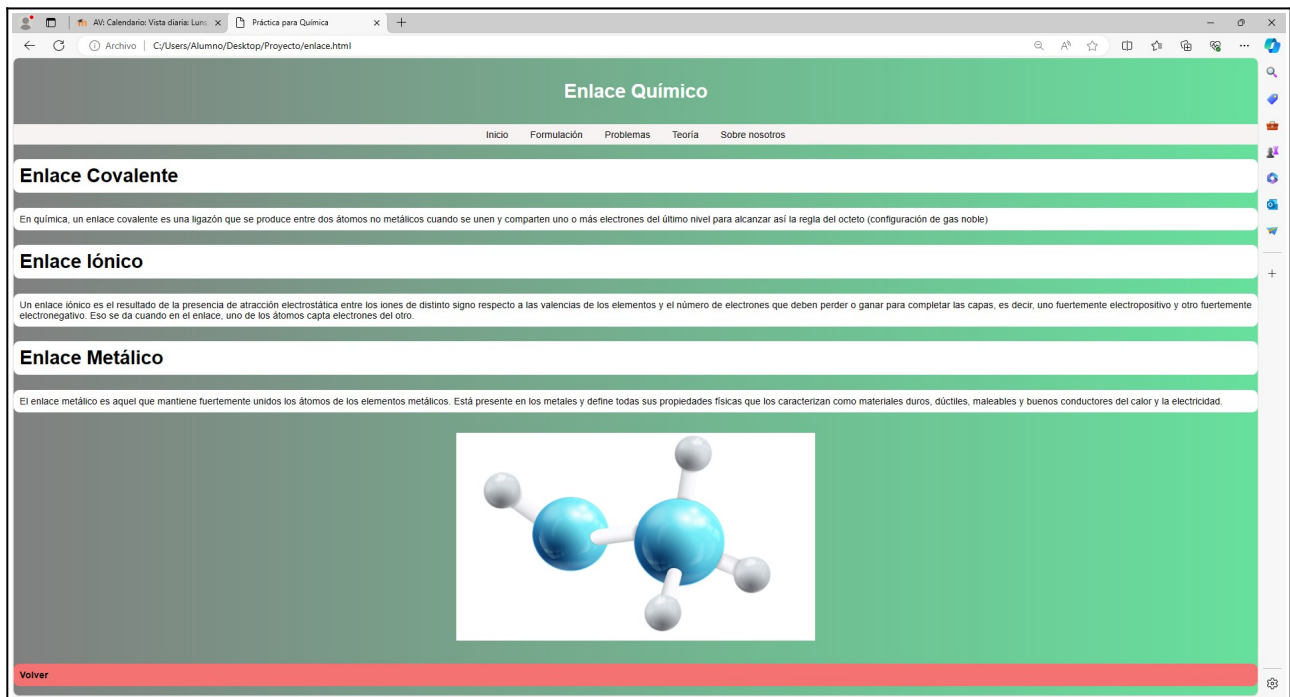 AV: Calendario: Vista diaria: Lun
Práctica para Química
Archivo
C:/Users/Alumno/Desktop/Proyecto/enlace.html
Enlace Químico
Inicio Formulación Problemas Teoría Sobre nosotros
Enlace Covalente
En química, un enlace covalente es una ligazón que se produce entre dos átomos no metálicos cuando se unen y comparten uno o más electrones del último nivel para alcanzar así la regla del octeto (configuración de gas noble)
Enlace Iónico
Un enlace iónico es el resultado de la presencia de atracción electrostática entre los iones de distinto signo respecto a las valencias de los elementos y el número de electrones que deben perder o ganar para completar las capas, es decir, uno fuertemente electropositivo y otro fuertemente
electronegativo. Eso se da cuando en el enlace, uno de los átomos capta electrones del otro.
Enlace Metálico
El enlace metálico es aquel que mantiene fuertemente unidos los átomos de los elementos metálicos. Está presente en los metales y define todas sus propiedades físicas que los caracterizan como materiales duros, dúctiles, maleables y buenos conductores del calor y la electricidad.
Volver